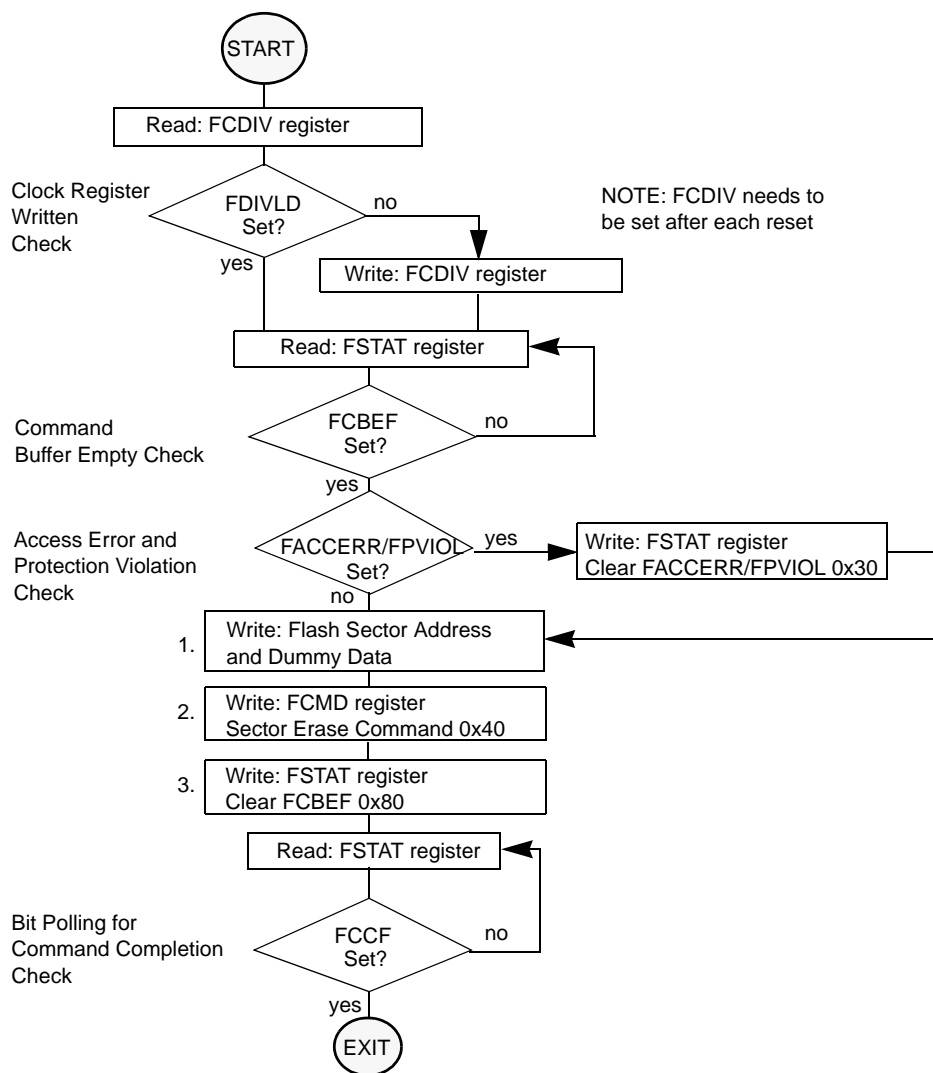 START
Read: FCDIV register
Clock Register
Written
Check
FDIVLD
Set?
no
yes
NOTE: FCDIV needs to
be set after each reset
Write: FCDIV register
Read: FSTAT register
Command
Buffer Empty Check
FCBEF
Set?
no
yes
Access Error and
Protection Violation
Check
FACCERR/FPVIOL
Set?
yes
no
Write: FSTAT register
Clear FACCERR/FPVIOL 0x30
1.
Write: Flash Sector Address
and Dummy Data
2.
Write: FCMD register
Sector Erase Command 0x40
3.
Write: FSTAT register
Clear FCBEF 0x80
Read: FSTAT register
Bit Polling for
Command Completion
Check
FCCF
Set?
no
yes
EXIT